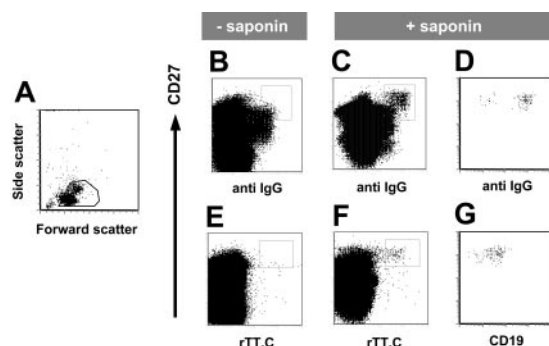 - saponin
+ saponin
A
B
C
D
CD27
Side scatter
Forward scatter
anti IgG
anti IgG
anti IgG
E
F
G
rTT.C
rTT.C
CD19